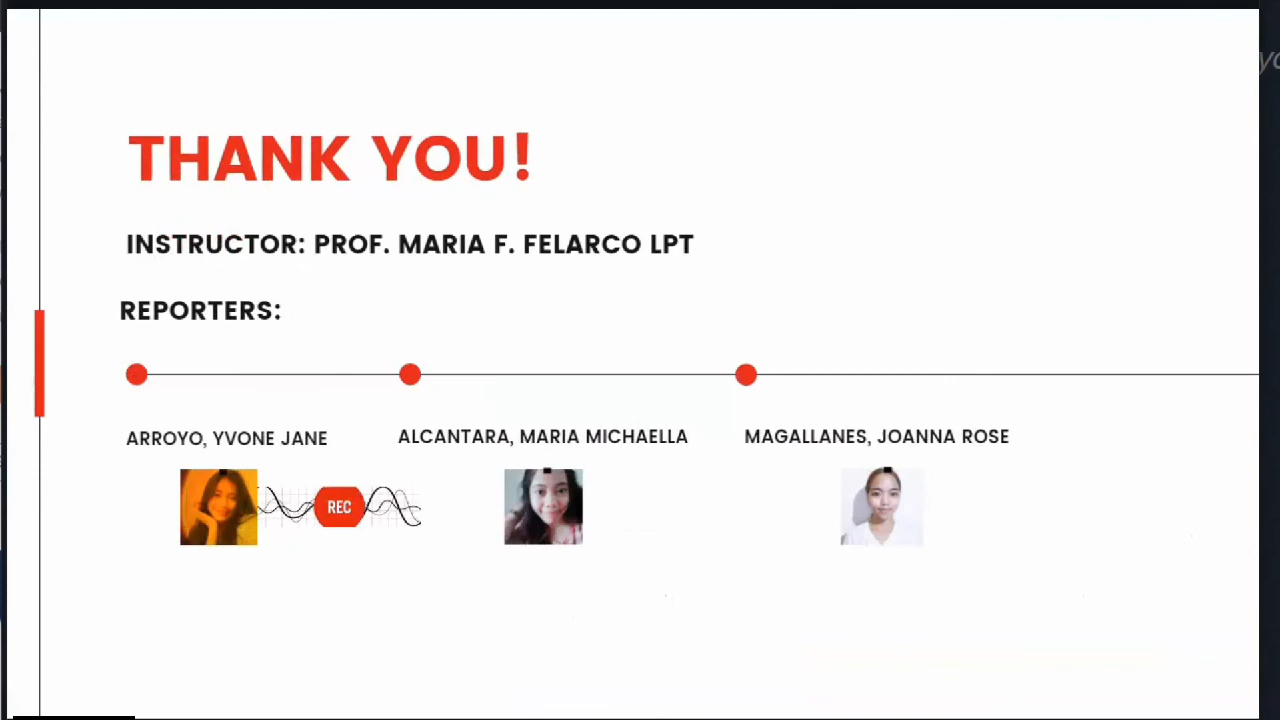 THANK YOU!
INSTRUCTOR: PROF. MARIA F. FELARCO LPT
REPORTERS:
ARROYO, YVONE JANE
ALCANTARA, MARIA MICHAELLA
MAGALLANES, JOANNA ROSE
REC